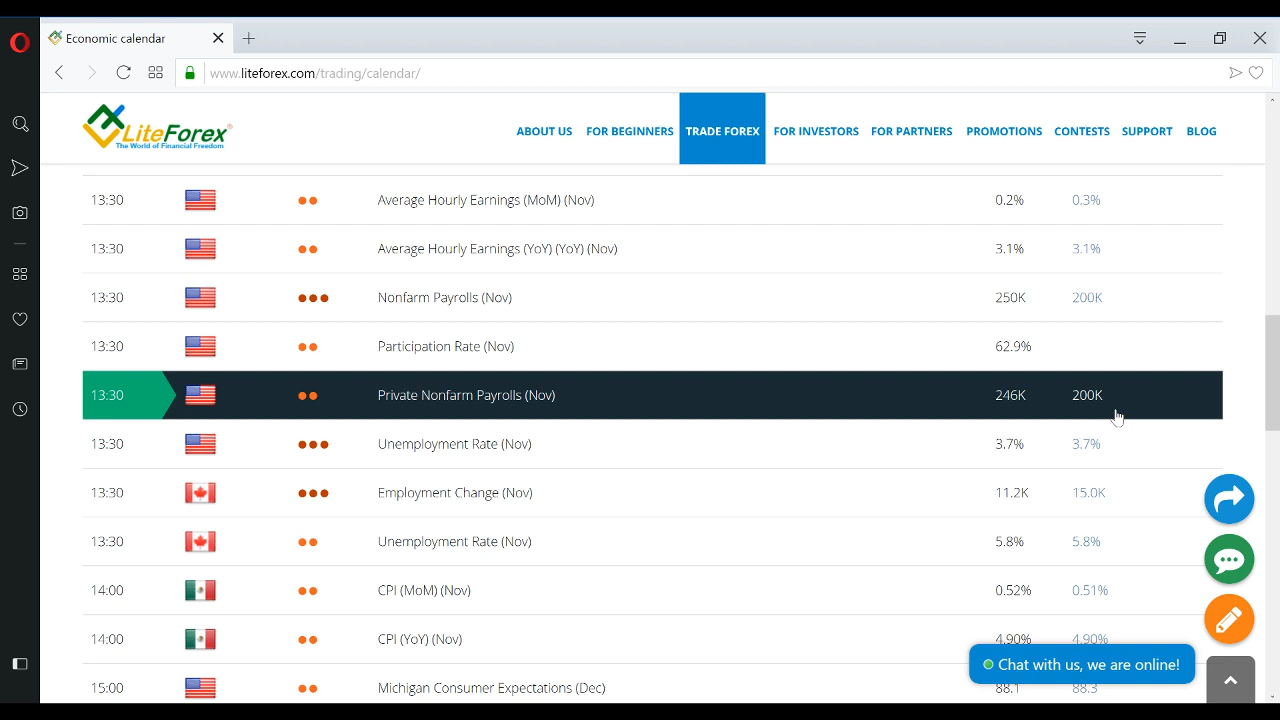 Economic calendar
www.liteforex.com/trading/calendar/
LiteForex
The World of Financial Freedom
ABOUT US FOR BEGINNERS TRADE FOREX FOR INVESTORS FOR PARTNERS PROMOTIONS CONTESTS SUPPORT BLOG
13:30 Average Hourly Earnings (MoM) (Nov) 0.2% 0.3%
13:30 Average Hourly Earnings (YoY) (YoY) (Nov) 3.1% 3.1%
13:30 Nonfarm Payrolls (Nov) 250K 200K
13:30 Participation Rate (Nov) 62.9%
13:30 Private Nonfarm Payrolls (Nov) 246K 200K
13:30 Unemployment Rate (Nov) 3.7% 3.7%
13:30 Employment Change (Nov) 11.2K 15.0K
13:30 Unemployment Rate (Nov) 5.8% 5.8%
14:00 CPI (MoM) (Nov) 0.52% 0.51%
14:00 CPI (YoY) (Nov) 4.90% 4.90%
Chat with us, we are online!
15:00 Michigan Consumer Expectations (Dec) 88.1 88.3